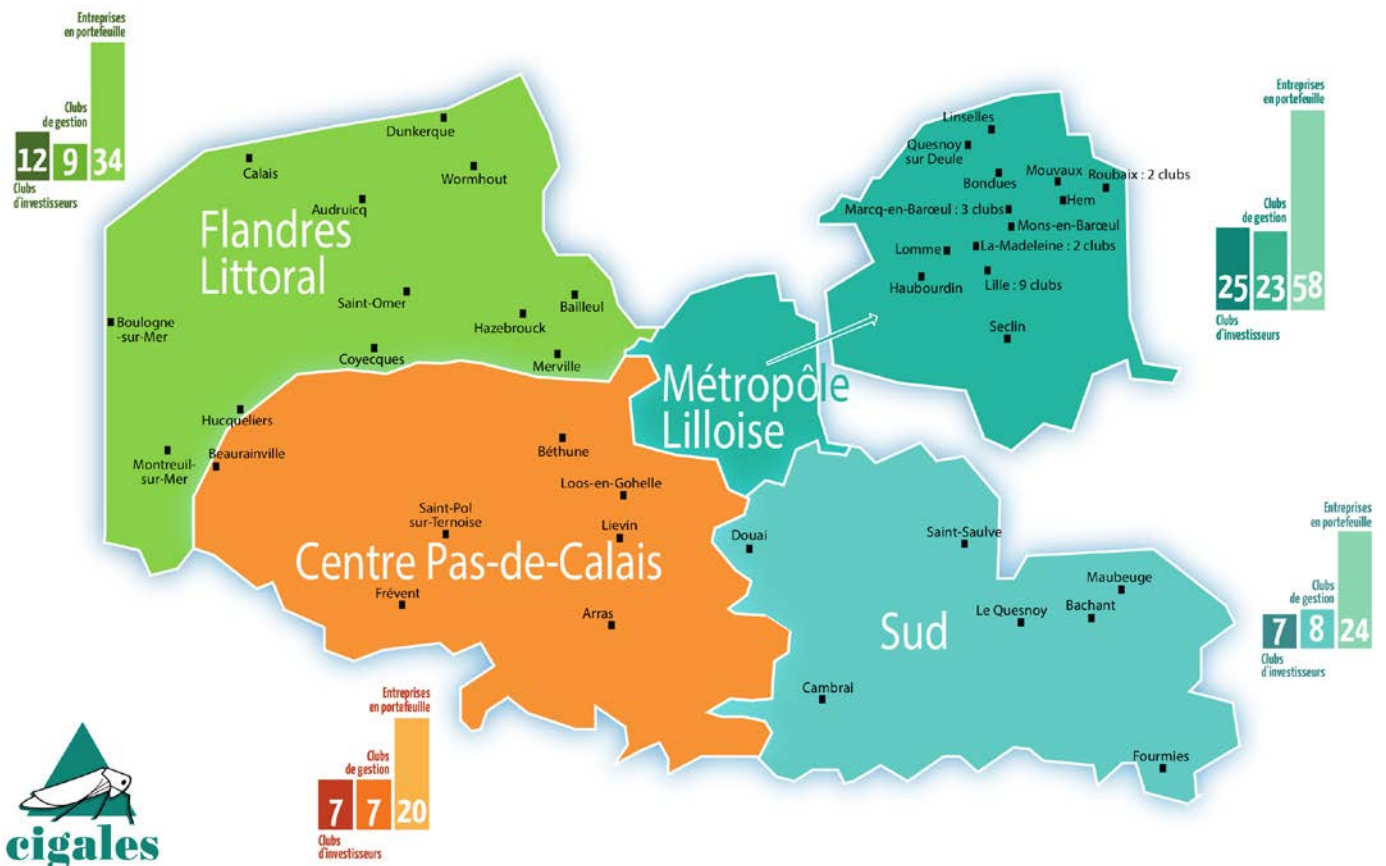 Entreprises
en portefeuille
Clubs
de gestion
12
9
34
Clubs
d'investisseurs
Flandres
Littoral
Dunkerque
Calais
Wormhout
Audruicq
Saint-Omer
Bailleul
Hazebrouck
Boulogne
-sur-Mer
Coyecques
Merville
Hucqueliers
Montreuil-
sur-Mer
Métropôle
Lilloise
Linselles
Quesnoy
sur Deule
Bondues
Mouvaux
Roubaix : 2 clubs
Hem
Marcq-en-Barœul : 3 clubs
Mons-en-Barœul
La-Madeleine : 2 clubs
Lomme
Haubourdin
Lille : 9 clubs
Seclin
Entreprises
en portefeuille
Clubs
de gestion
25
23
58
Clubs
d'investisseurs
Centre Pas-de-Calais
Beaurainville
Béthune
Loos-en-Gohelle
Saint-Pol
sur-Ternoise
Lievin
Frévent
Arras
Entreprises
en portefeuille
Clubs
de gestion
7
7
20
Clubs
d'investisseurs
Sud
Douai
Saint-Saulve
Maubeuge
Bachant
Le Quesnoy
Cambral
Fourmies
Entreprises
en portefeuille
Clubs
de gestion
7
8
24
Clubs
d'investisseurs
cigales